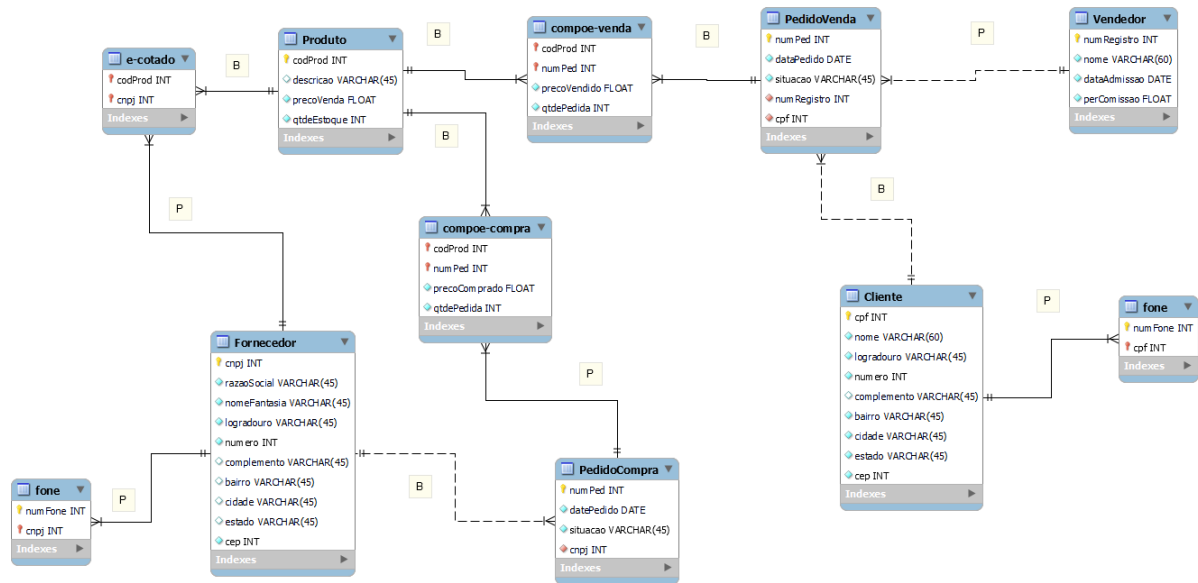 e-cotado
codProd INT
cnpj INT
Indexes
B
Produto
codProd INT
descricao VARCHAR(45)
precoVenda FLOAT
qtdeEstoque INT
Indexes
B
B
compoe-venda
codProd INT
numPed INT
precoVendido FLOAT
qtdePedida INT
Indexes
B
PedidoVenda
numPed INT
dataPedido DATE
situacao VARCHAR(45)
numRegistro INT
cpf INT
Indexes
P
Vendedor
numRegistro INT
nome VARCHAR(60)
dataAdmissao DATE
perComissao FLOAT
Indexes
P
B
compoe-compra
codProd INT
numPed INT
precoComprado FLOAT
qtdePedida INT
Indexes
Cliente
cpf INT
nome VARCHAR(60)
logradouro VARCHAR(45)
numero INT
complemento VARCHAR(45)
bairro VARCHAR(45)
cidade VARCHAR(45)
estado VARCHAR(45)
cep INT
Indexes
P
fone
numFone INT
cpf INT
Indexes
Fornecedor
cnpj INT
razaoSocial VARCHAR(45)
nomeFantasia VARCHAR(45)
logradouro VARCHAR(45)
numero INT
complemento VARCHAR(45)
bairro VARCHAR(45)
cidade VARCHAR(45)
estado VARCHAR(45)
cep INT
Indexes
P
B
PedidoCompra
numPed INT
datePedido DATE
situacao VARCHAR(45)
cnpj INT
Indexes
fone
numFone INT
cnpj INT
Indexes
P